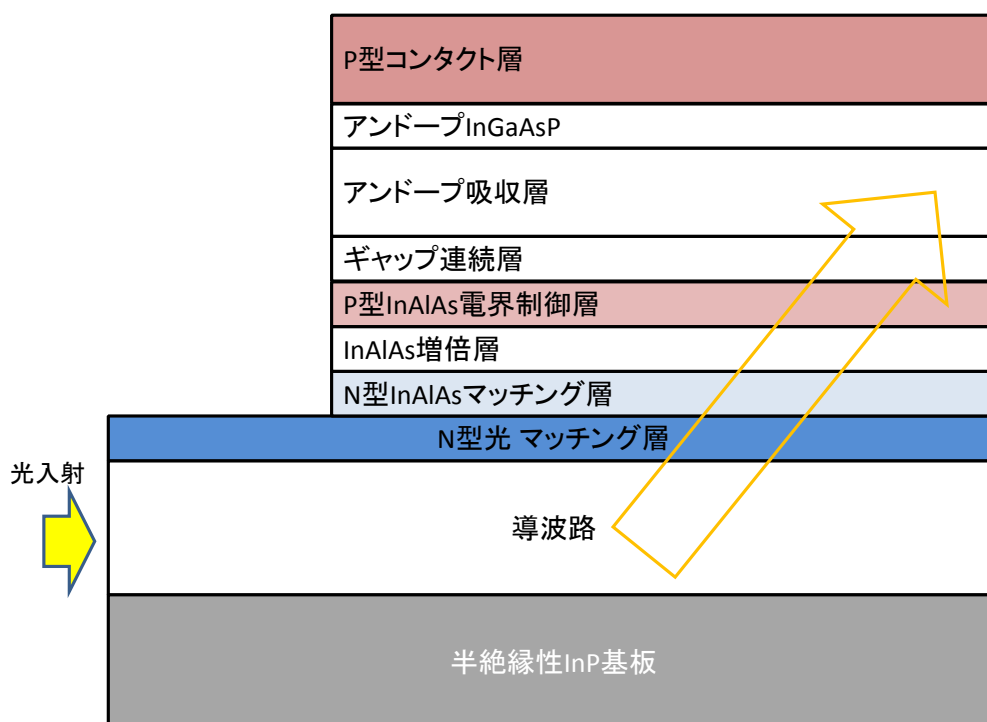 P型コンタクト層
アンドープInGaAsP
アンドープ吸収層
ギャップ連続層
P型InAlAs電界制御層
InAlAs増倍層
N型InAlAsマッチング層
N型光 マッチング層
光入射
導波路
半絶縁性InP基板